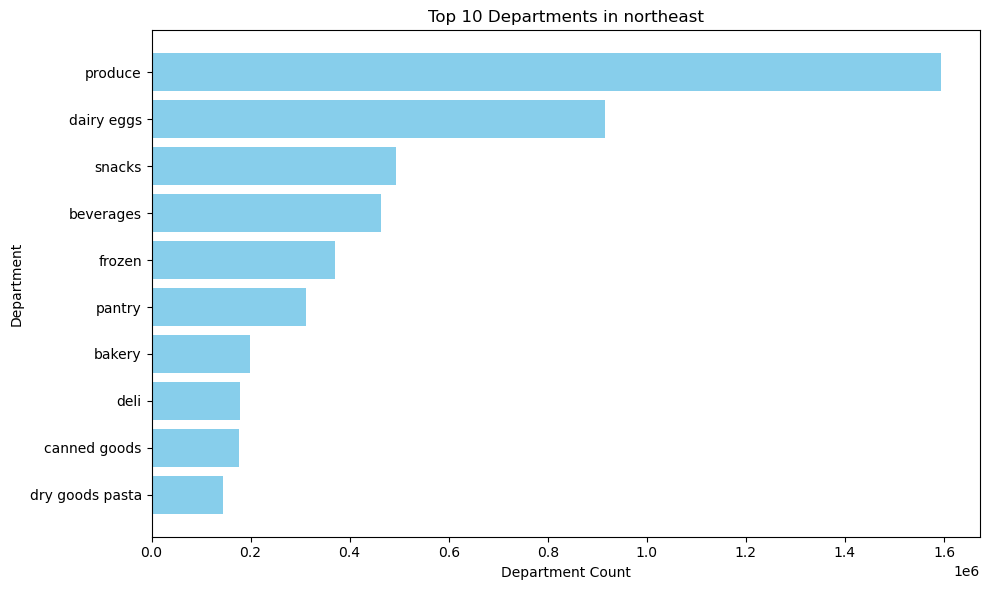 Top 10 Departments in northeast
Department
produce
dairy eggs
snacks
beverages
frozen
pantry
bakery
deli
canned goods
dry goods pasta
0.0 0.2 0.4 0.6 0.8 1.0 1.2 1.4 1.6
1e6
Department Count